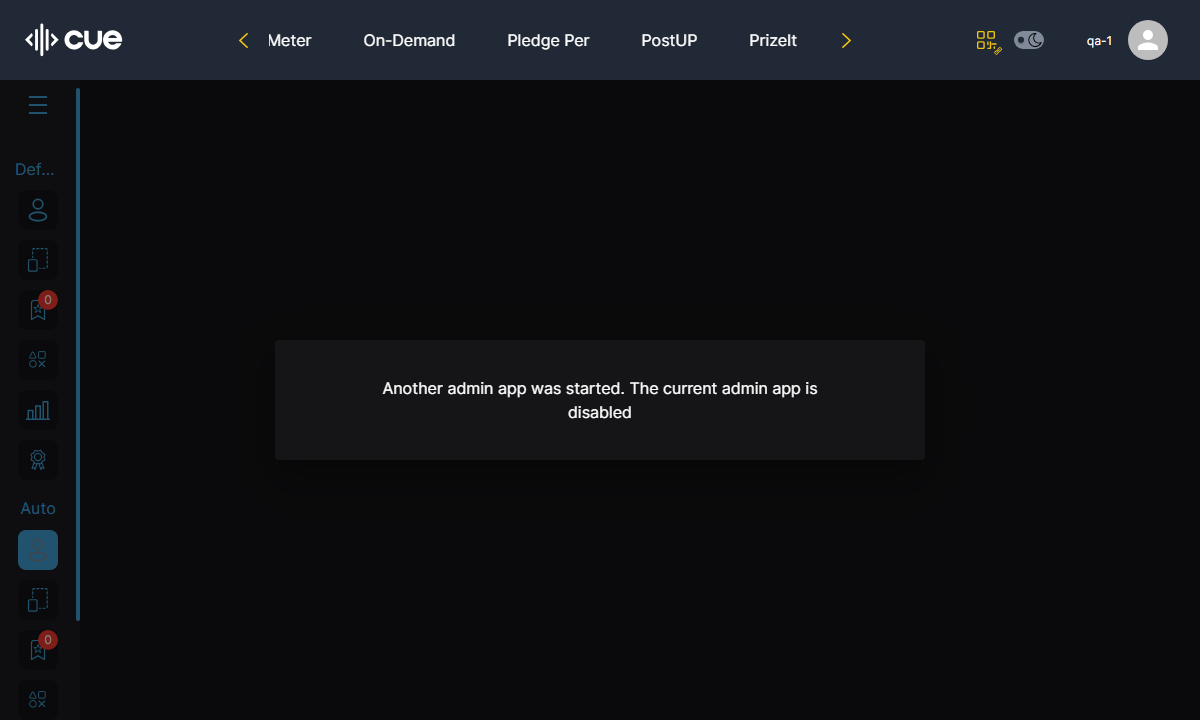 cue
Meter
On-Demand
Pledge Per
PostUP
PrizeIt
qa-1
Def...
0
Another admin app was started. The current admin app is
disabled
Auto
0